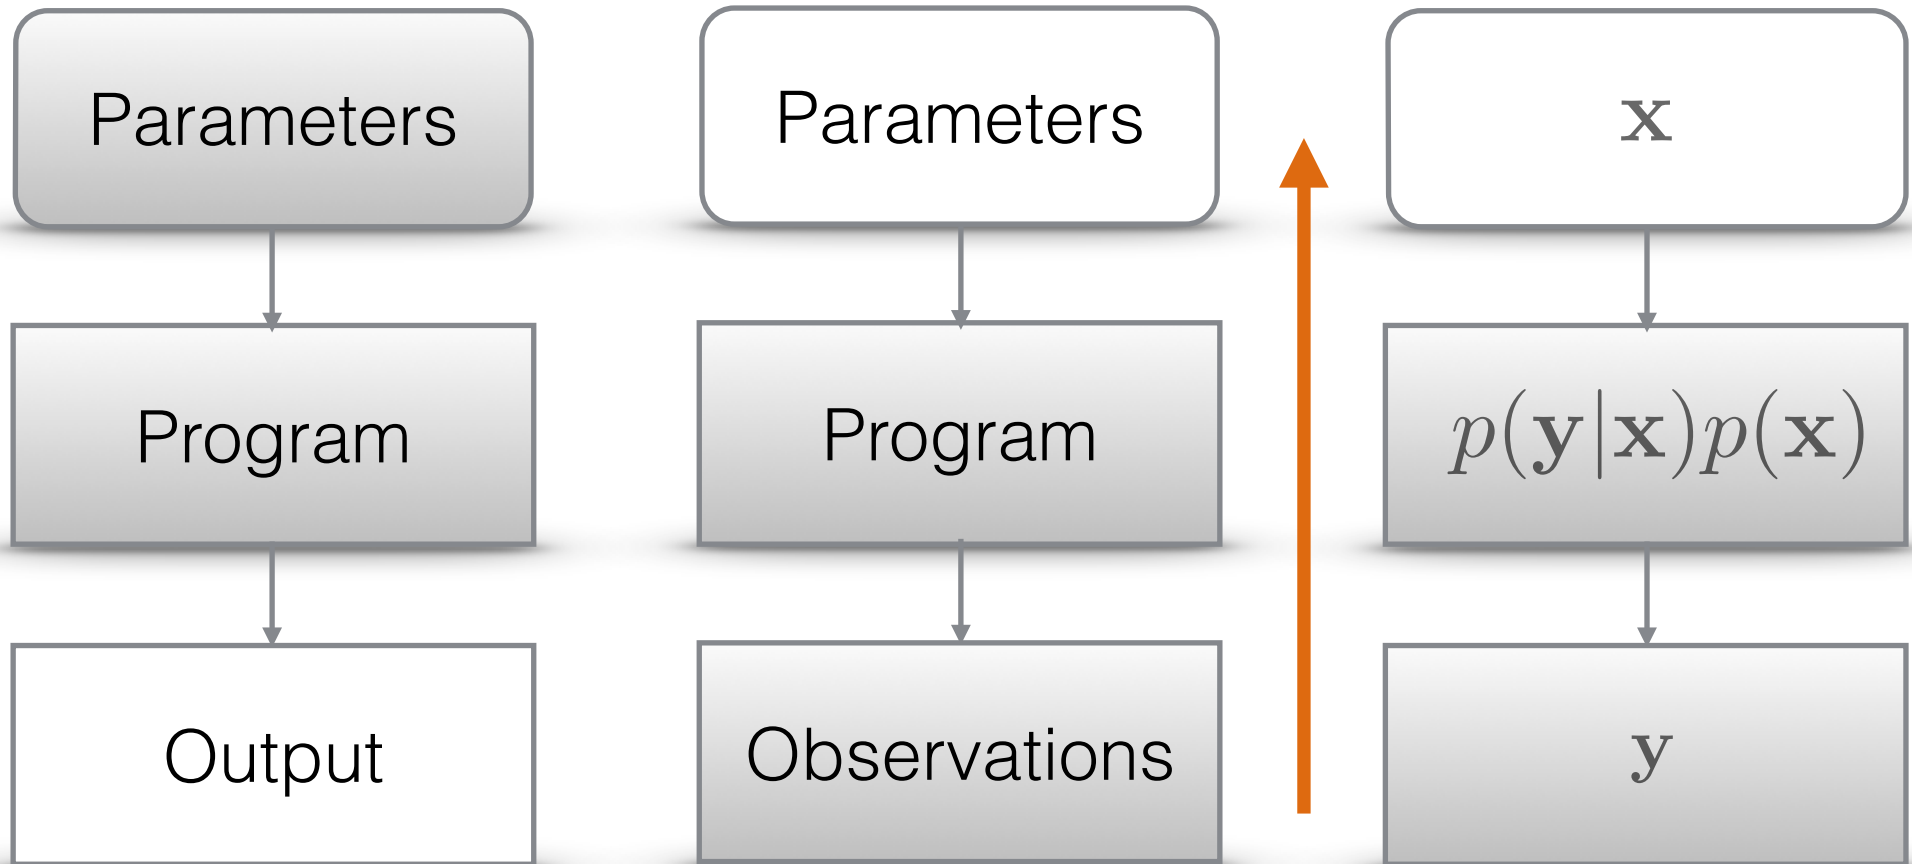 Parameters
Program
Output
Parameters
Program
Observations
x
p(y|x)p(x)
y